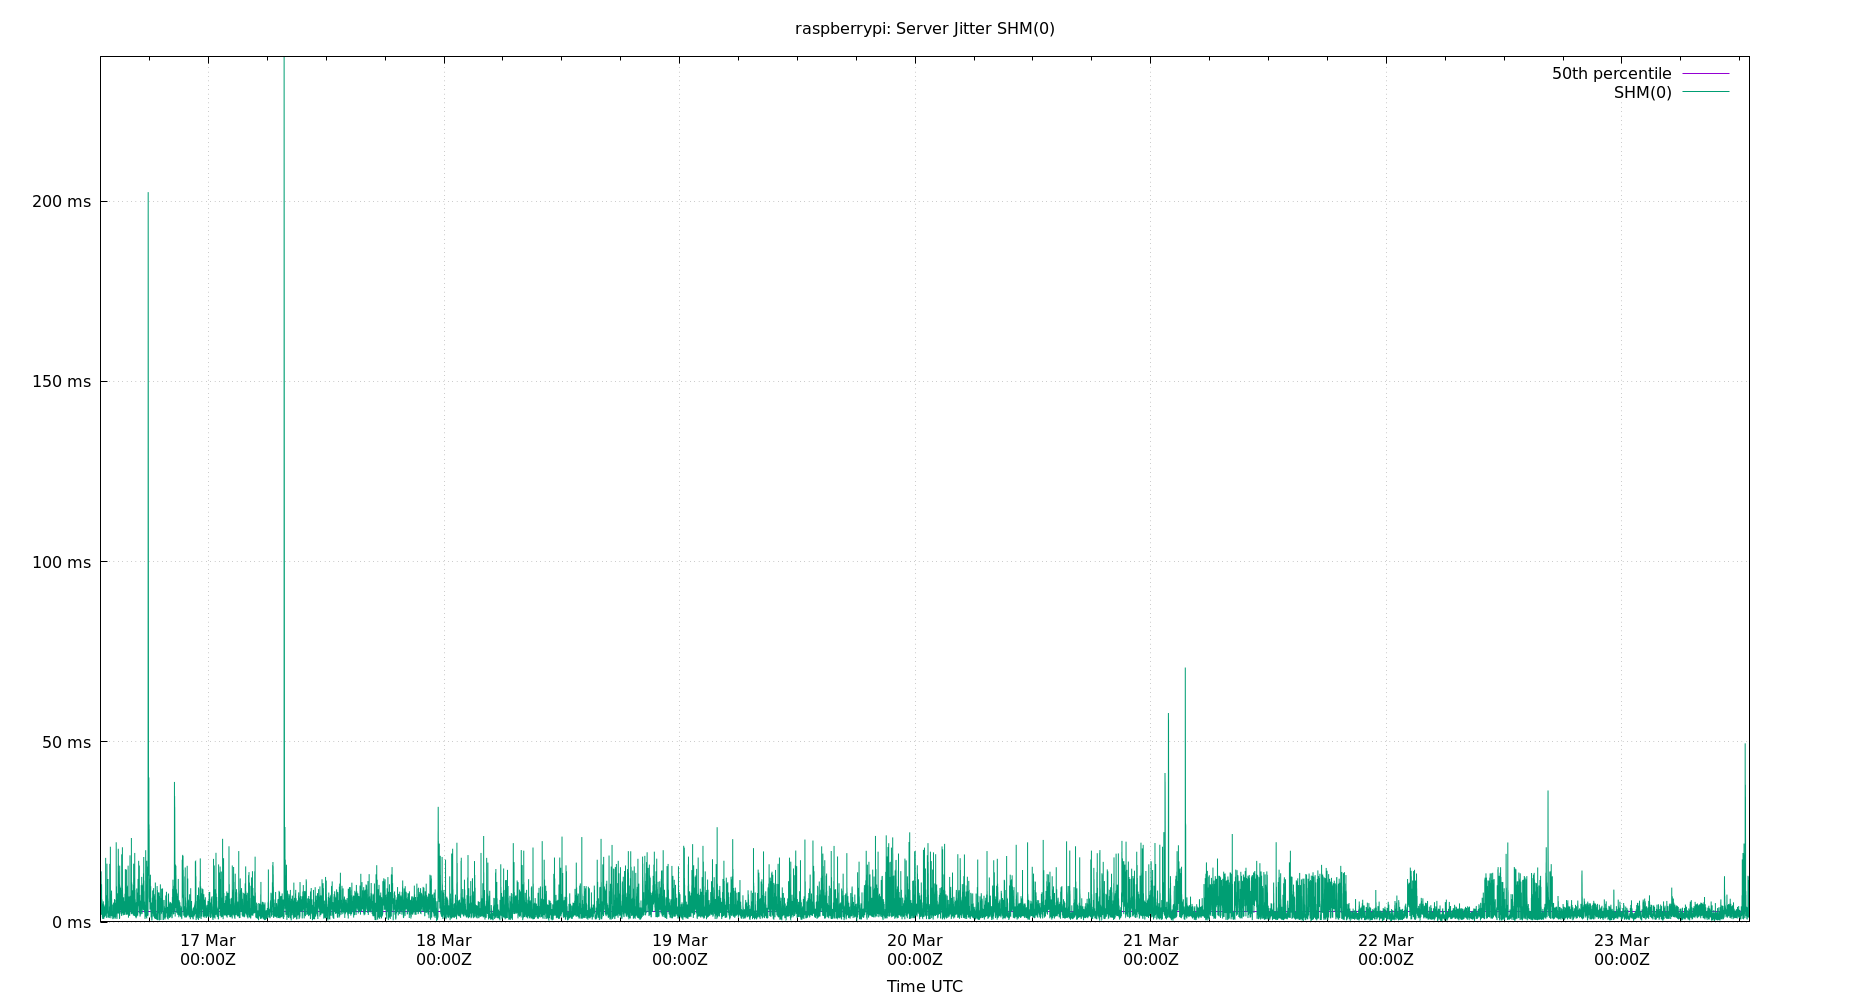 raspberrypi: Server Jitter SHM(0)
50th percentile
SHM(0)
200 ms
150 ms
100 ms
50 ms
0 ms
17 Mar 18 Mar 19 Mar 20 Mar 21 Mar 22 Mar 23 Mar
00:00Z 00:00Z 00:00Z 00:00Z 00:00Z 00:00Z 00:00Z
Time UTC